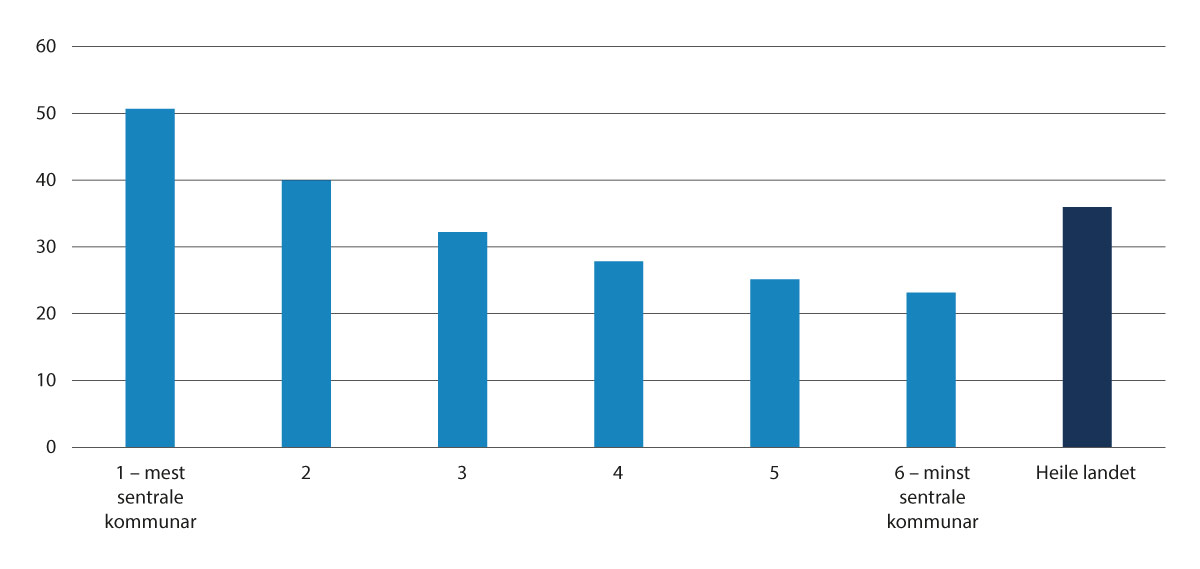 60
50
40
30
20
10
0
1 – mest
sentrale
kommunar
2
3
4
5
6 – minst
sentrale
kommunar
Heile landet